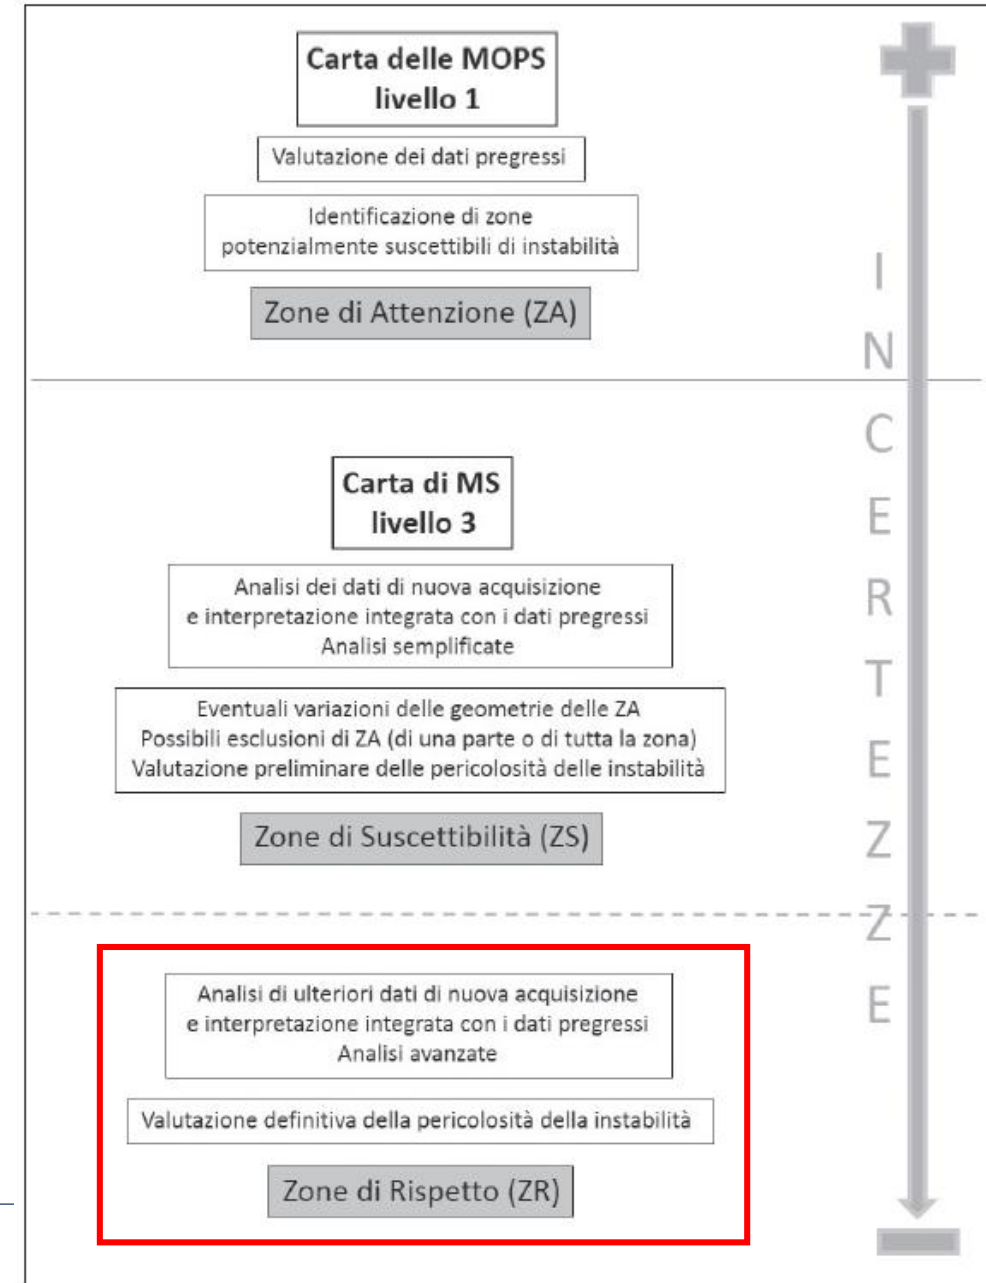 Carta delle MOPS
livello 1
Valutazione dei dati pregressi
Identificazione di zone
potenzialmente suscettibili di instabilità
Zone di Attenzione (ZA)
Carta di MS
livello 3
Analisi dei dati di nuova acquisizione
e interpretazione integrata con i dati pregressi
Analisi semplificate
Eventuali variazioni delle geometrie delle ZA
Possibili esclusioni di ZA (di una parte o di tutta la zona)
Valutazione preliminare delle pericolosità delle instabilità
Zone di Suscettibilità (ZS)
Analisi di ulteriori dati di nuova acquisizione
e interpretazione integrata con i dati pregressi
Analisi avanzate
Valutazione definitiva della pericolosità della instabilità
Zone di Rispetto (ZR)
INCERTEZZE